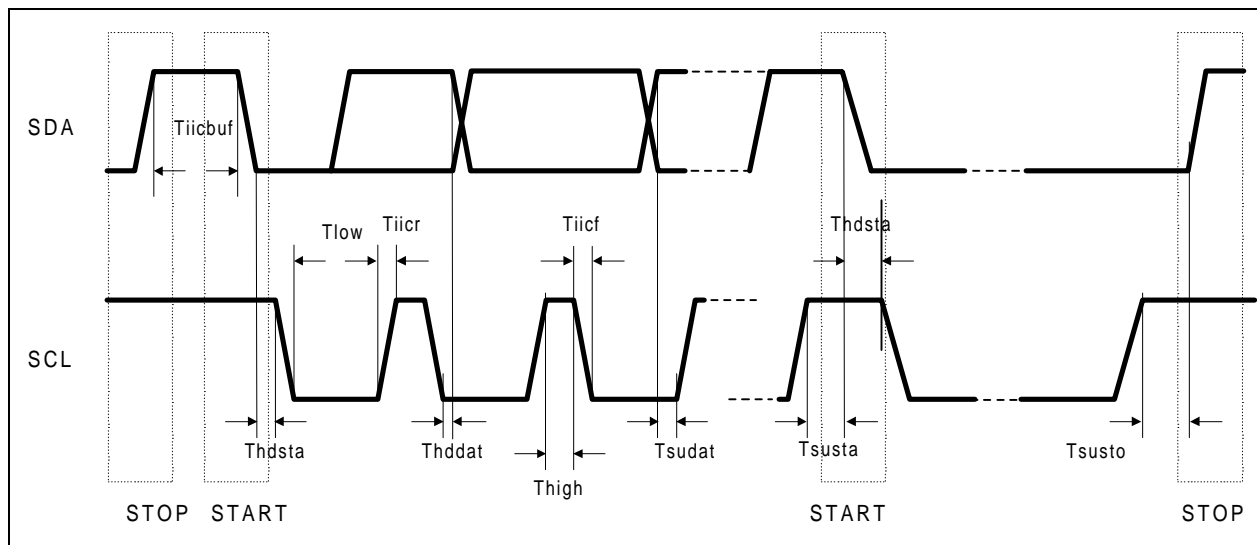 SDA
Tiicbuf
Tlow
Tiicr
Tiicf
Thdsta
SCL
Thdsta
Thddat
Thigh
Tsudat
Tsusta
Tsusto
STOP
START
START
STOP